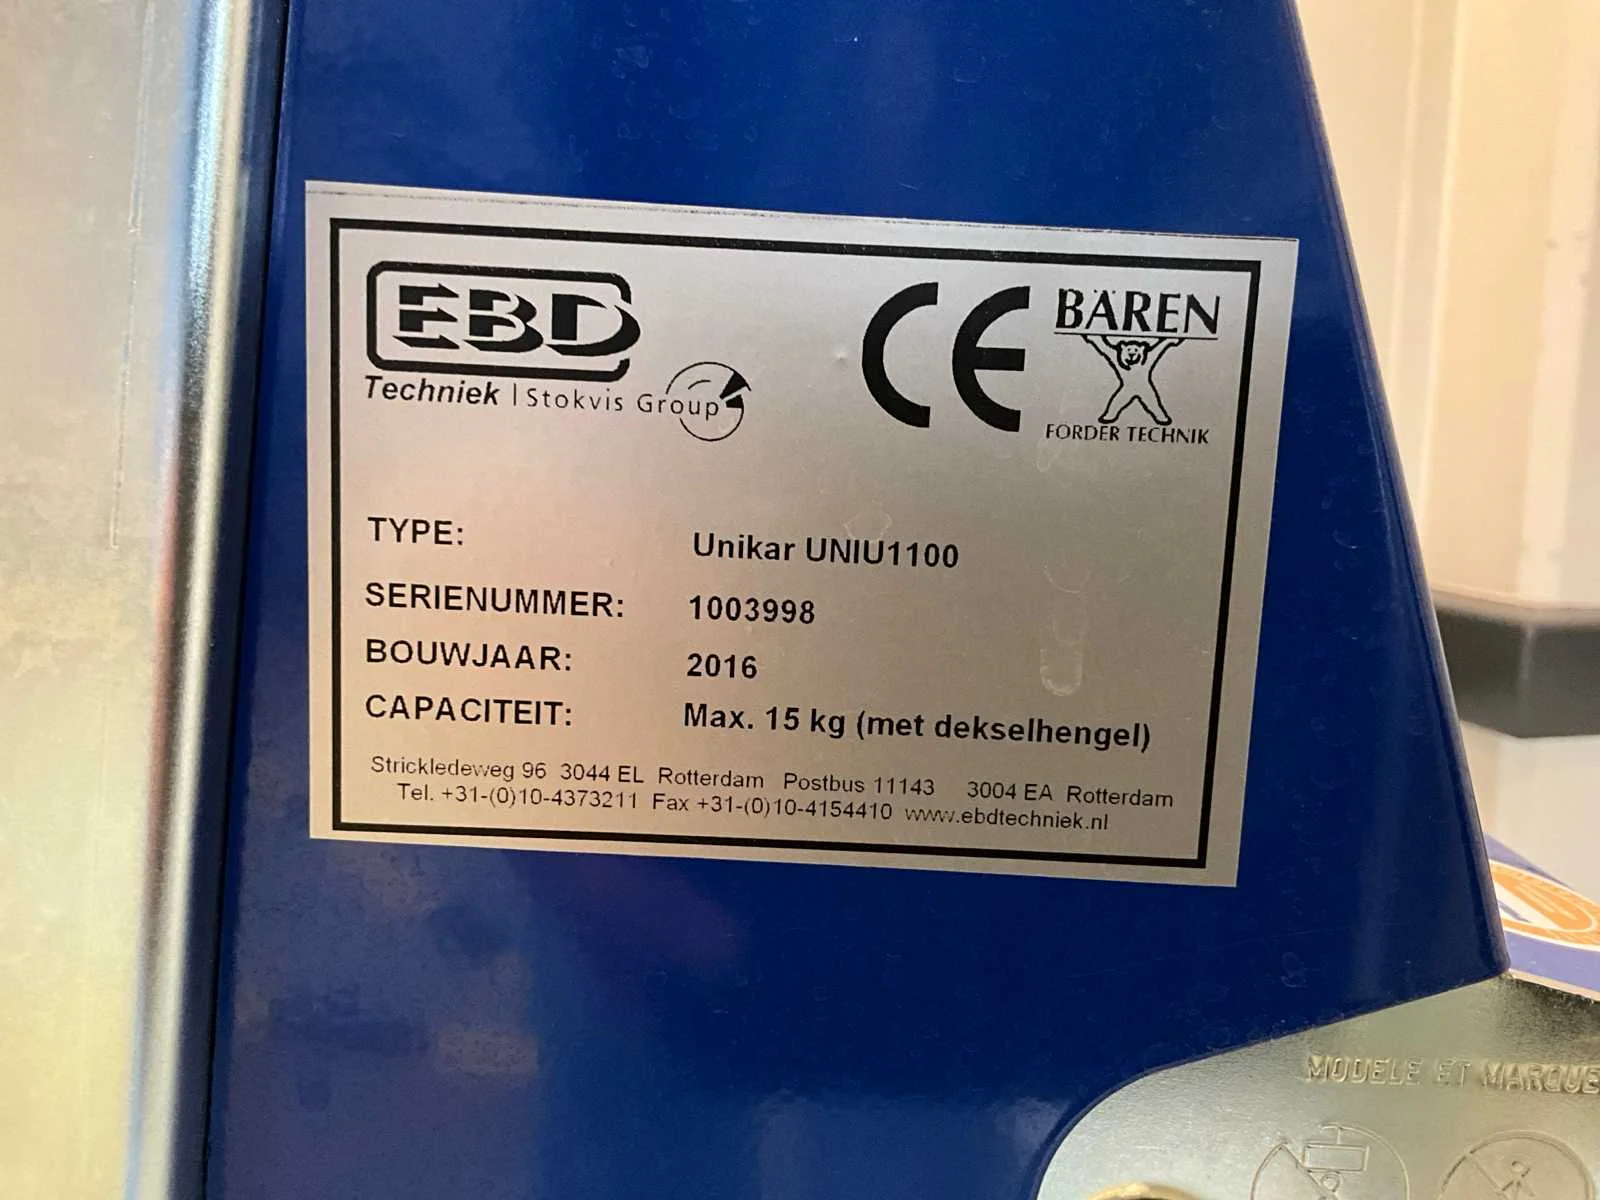 EBD
Techniek | Stokvis Group
CE
BÄREN
FÖRDER TECHNIK
TYPE: Unikar UNIU1100
SERIENUMMER: 1003998
BOUWJAAR: 2016
CAPACITEIT: Max. 15 kg (met dekselhengel)
Strickledeweg 96 3044 EL Rotterdam Postbus 11143 3004 EA Rotterdam
Tel. +31-(0)10-4373211 Fax +31-(0)10-4154410 www.ebdtechniek.nl
MODELE ET MARQUE